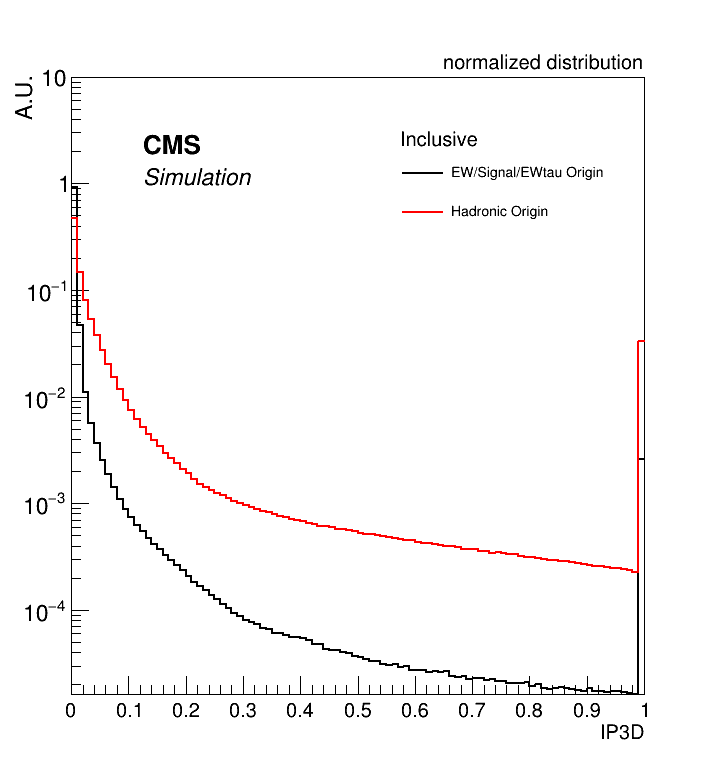 normalized distribution
A.U.
10
CMS
Simulation
Inclusive
EW/Signal/EWtau Origin
Hadronic Origin
1
10⁻¹
10⁻²
10⁻³
10⁻⁴
0 0.1 0.2 0.3 0.4 0.5 0.6 0.7 0.8 0.9 1
IP3D